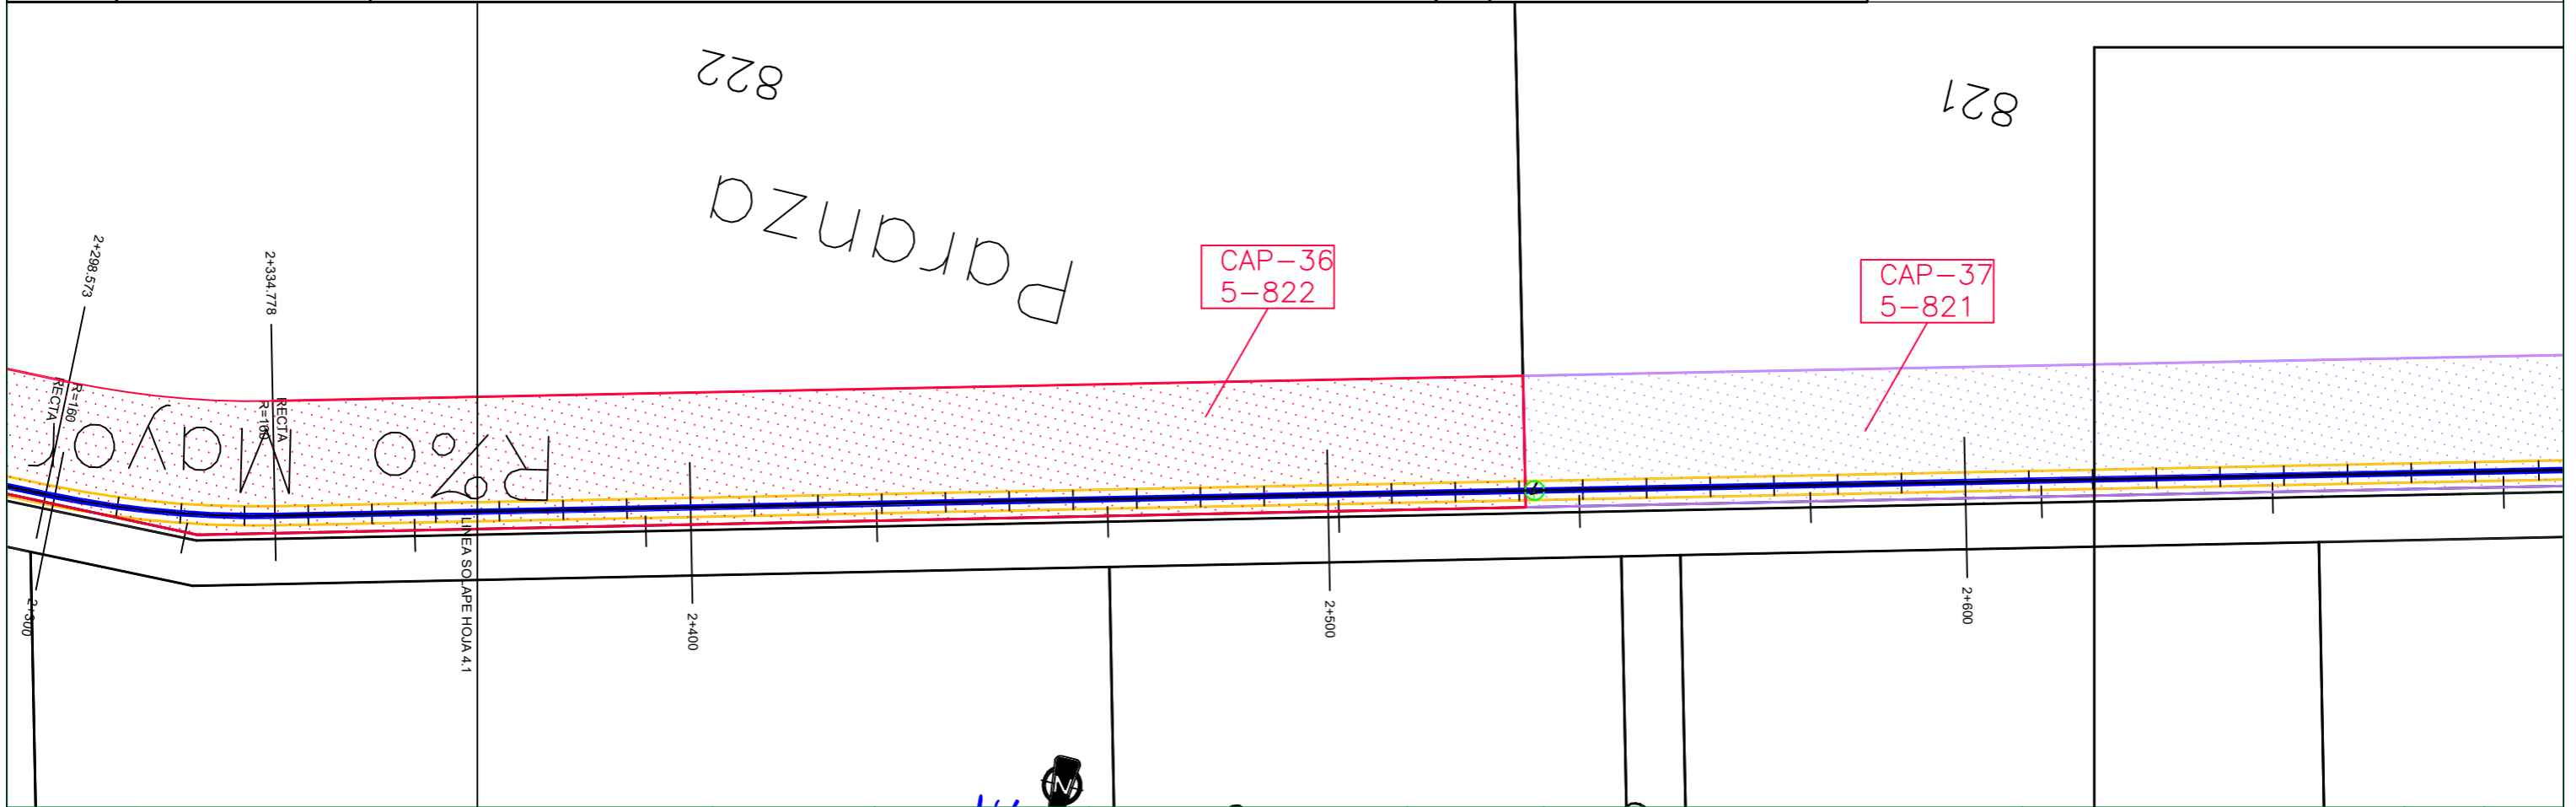 822
821
Paranza
CAP-36
5-822
CAP-37
5-821
2+298.573
2+334.778
RECTA
R=160
R=160
RECTA
R%o Mayor
LINEA SOLAPE HOJA 4.1
2+300
2+400
2+500
2+600
N